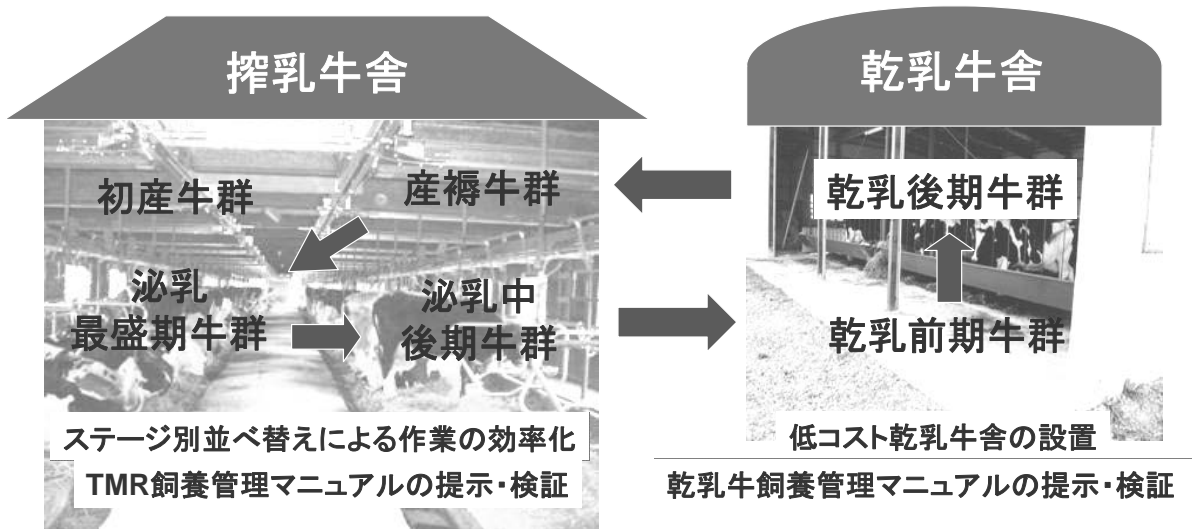 搾乳牛舎
初産牛群
産褥牛群
泌乳
最盛期牛群
泌乳中
後期牛群
ステージ別並べ替えによる作業の効率化
TMR飼養管理マニュアルの提示・検証
乾乳牛舎
乾乳後期牛群
乾乳前期牛群
低コスト乾乳牛舎の設置
乾乳牛飼養管理マニュアルの提示・検証